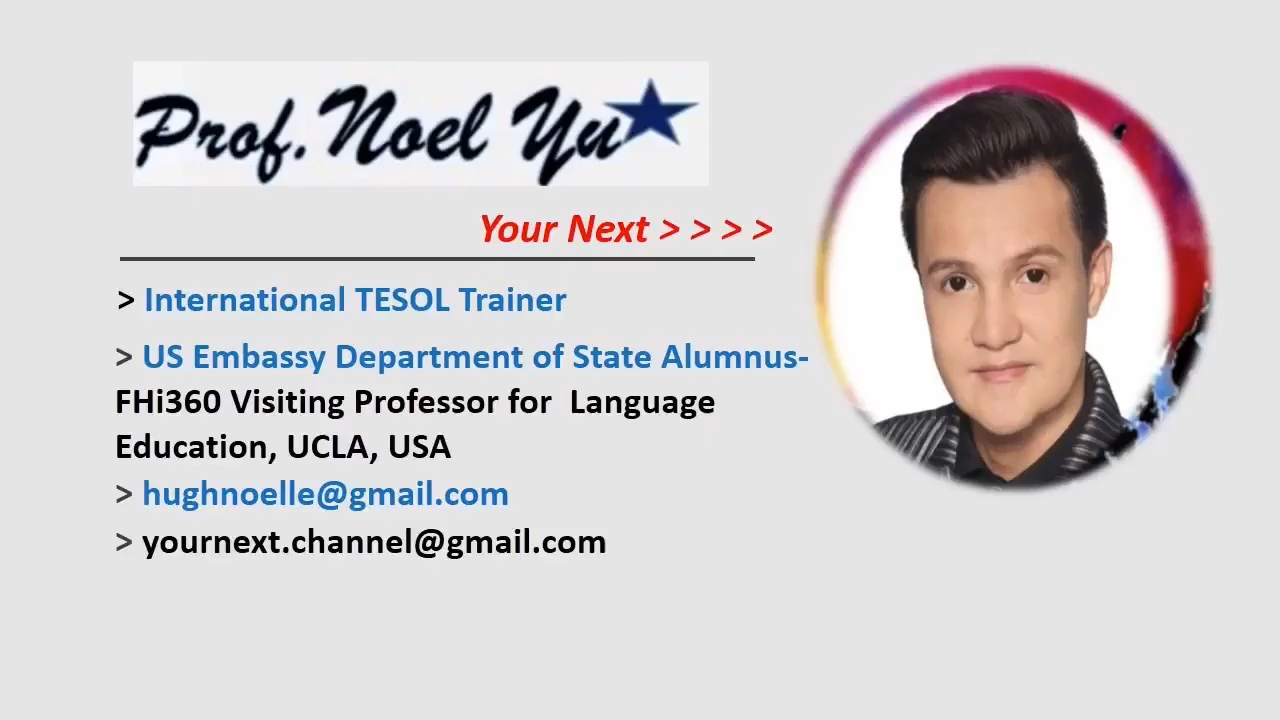 Prof. Noel Yu
Your Next > > > >
> International TESOL Trainer
> US Embassy Department of State Alumnus-
FHi360 Visiting Professor for  Language
Education, UCLA, USA
> hughnoelle@gmail.com
> yournext.channel@gmail.com